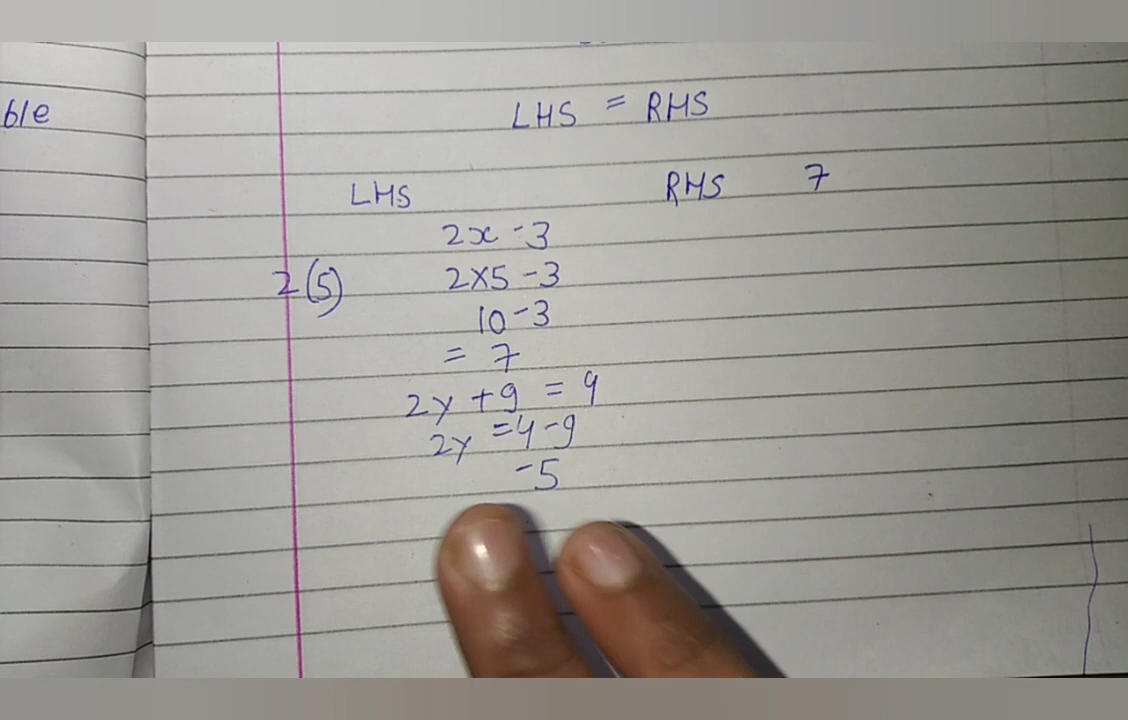 ble
LHS = RHS
LHS RHS 7
2x - 3
2(5) 2x5 - 3
10 - 3
= 7
2y + 9 = 4
2y = 4 - 9
-5